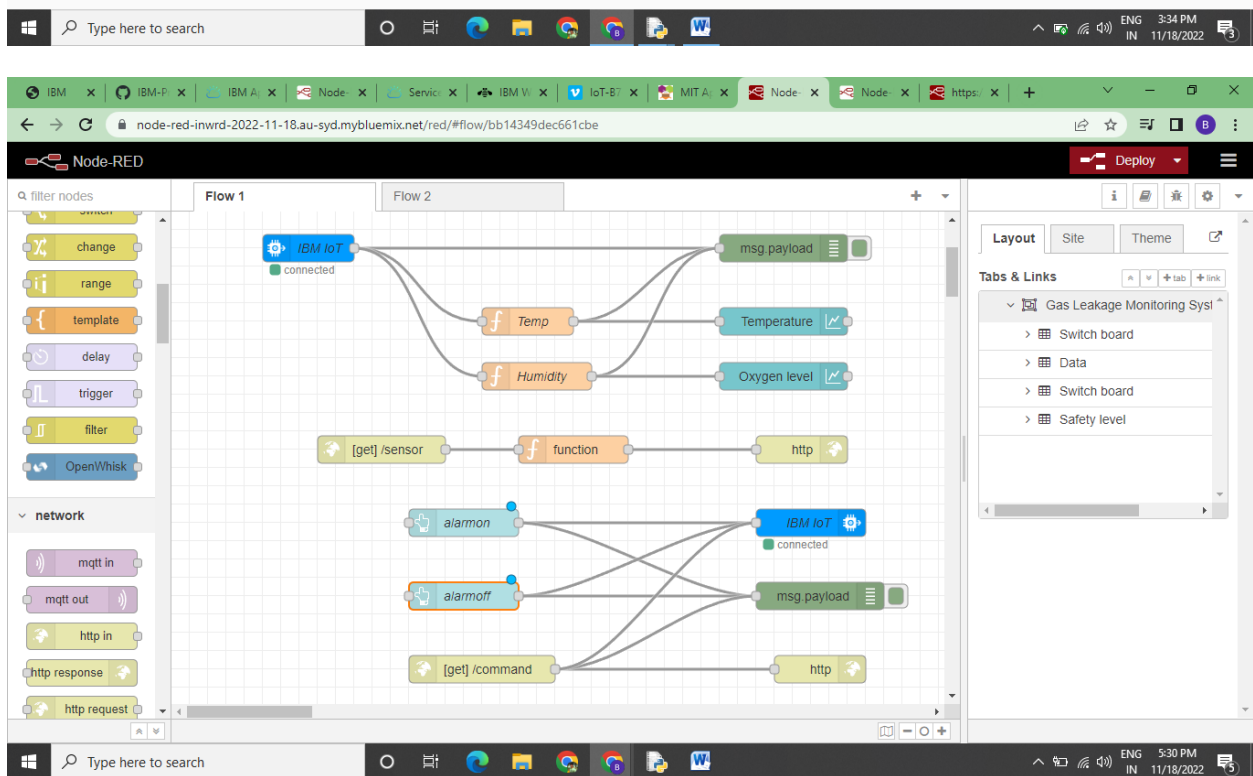 Type here to search
ENG 3:34 PM
IN 11/18/2022
3
IBM IBM-P IBM A Node- Service IBM W IoT-B7 MIT A Node- Node- https:/
node-red-inwrd-2022-11-18.au-syd.mybluemix.net/red/#flow/bb14349dec661cbe
B
Node-RED
Deploy
filter nodes
Flow 1
Flow 2
switch
change
range
template
delay
trigger
filter
OpenWhisk
network
mqtt in
mqtt out
http in
http response
http request
IBM IoT
connected
msg.payload
Temp
Temperature
Humidity
Oxygen level
[get] /sensor
function
http
alarmon
IBM IoT
connected
alarmoff
msg.payload
[get] /command
http
Layout
Site
Theme
Tabs & Links
+ tab
+ link
Gas Leakage Monitoring Syst
Switch board
Data
Switch board
Safety level
Type here to search
ENG 5:30 PM
IN 11/18/2022
5